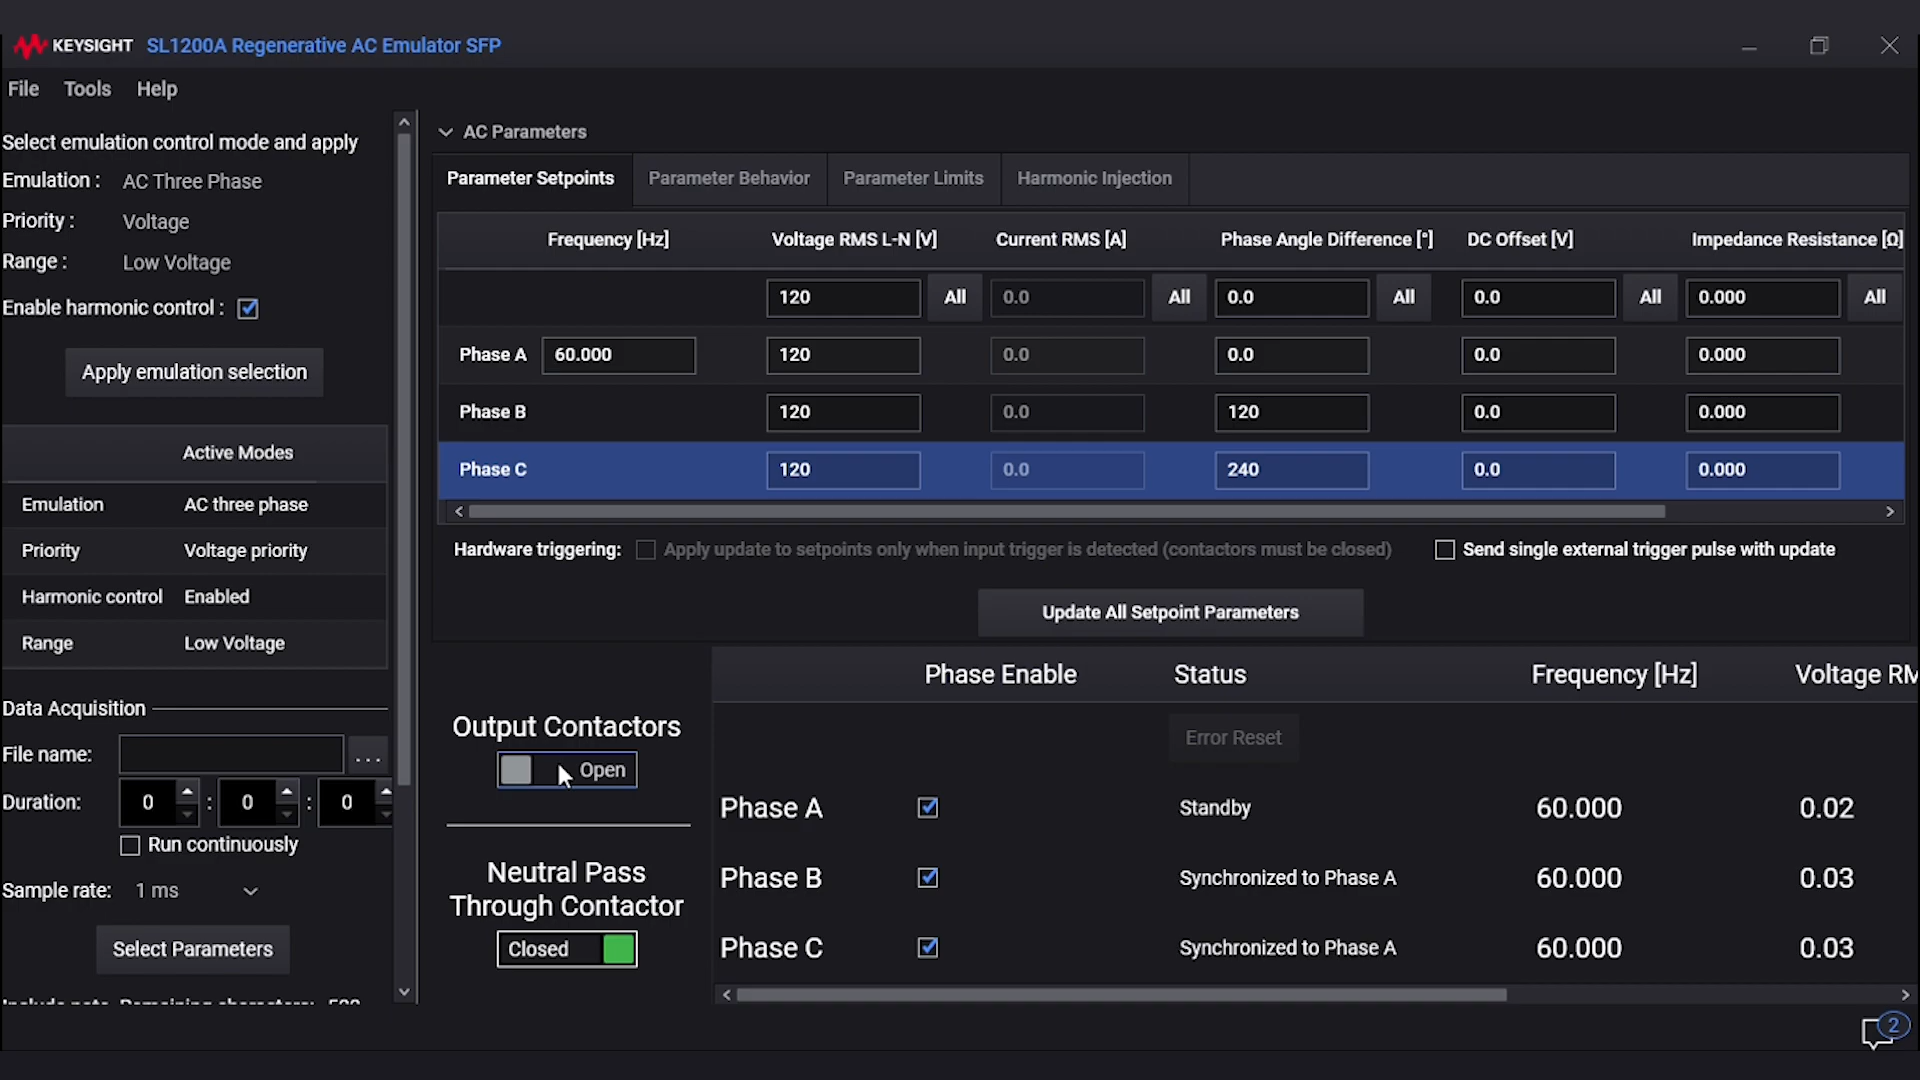 KEYSIGHT SL1200A Regenerative AC Emulator SFP
File Tools Help
Select emulation control mode and apply
Emulation : AC Three Phase
Priority : Voltage
Range : Low Voltage
Enable harmonic control :
Apply emulation selection
Active Modes
Emulation AC three phase
Priority Voltage priority
Harmonic control Enabled
Range Low Voltage
Data Acquisition
File name: ...
Duration: 0 : 0 : 0
Run continuously
Sample rate: 1 ms
Select Parameters
AC Parameters
Parameter Setpoints Parameter Behavior Parameter Limits Harmonic Injection
Frequency [Hz] Voltage RMS L-N [V] Current RMS [A] Phase Angle Difference [°] DC Offset [V] Impedance Resistance [Ω]
120 All 0.0 All 0.0 All 0.0 All 0.000 All
Phase A 60.000 120 0.0 0.0 0.0 0.000
Phase B 120 0.0 120 0.0 0.000
Phase C 120 0.0 240 0.0 0.000
Hardware triggering: Apply update to setpoints only when input trigger is detected (contactors must be closed) Send single external trigger pulse with update
Update All Setpoint Parameters
Output Contactors
Open
Neutral Pass
Through Contactor
Closed
Phase Enable Status Frequency [Hz] Voltage RM
Error Reset
Phase A Standby 60.000 0.02
Phase B Synchronized to Phase A 60.000 0.03
Phase C Synchronized to Phase A 60.000 0.03
2